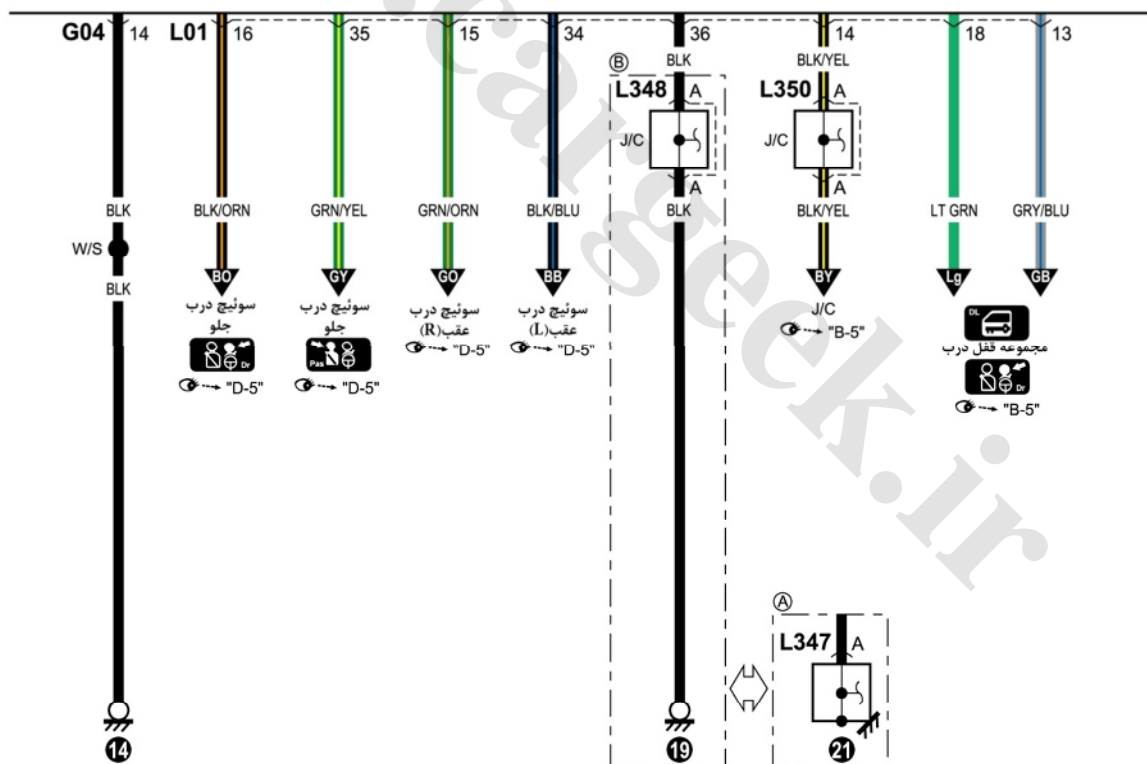 G04 14 L01 16 35 15 34 36 14 18 13
Ⓑ BLK BLK/YEL
L348 A L350 A
J/C J/C
A A
BLK BLK/ORN GRN/YEL GRN/ORN BLK/BLU BLK BLK/YEL LT GRN GRY/BLU
W/S
BLK
BO GY GO BB BY Lg GB
سوئیچ درب
جلو
Dr
"D-5"
سوئیچ درب
جلو
Pas
"D-5"
سوئیچ درب
عقب(R)
"D-5"
سوئیچ درب
عقب(L)
"D-5"
J/C
"B-5"
DL
مجموعه قفل درب
Dr
"B-5"
Ⓐ
L347 A
14 19 21
cargeek.ir